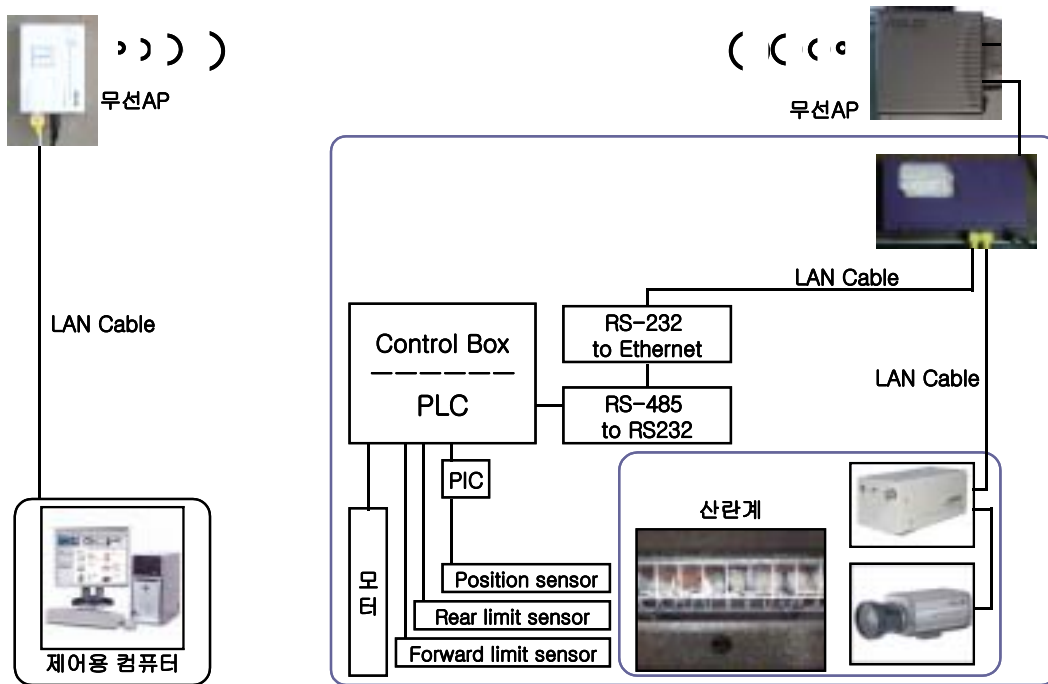 무선AP
무선AP
LAN Cable
LAN Cable
LAN Cable
Control Box
PLC
RS-232
to Ethernet
RS-485
to RS232
PIC
모
터
Position sensor
Rear limit sensor
Forward limit sensor
산란계
제어용 컴퓨터